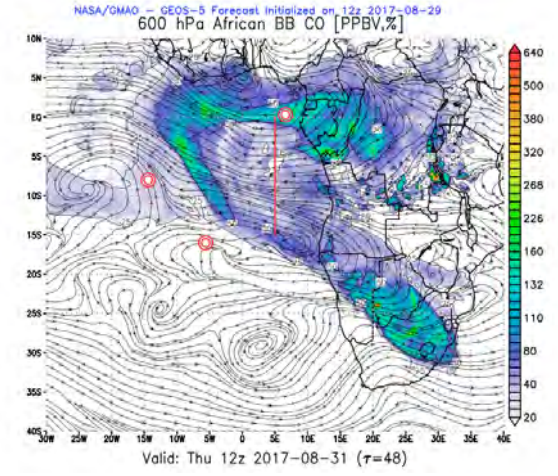 NASA/GMAO - GEOS-5 Forecast Initialized on 12z 2017-08-29
600 hPa African BB CO [PPBV,%]
10N
5N
EQ
5S
10S
15S
20S
25S
30S
35S
40S
30W 25W 20W 15W 10W 5W 0 5E 10E 15E 20E 25E 30E 35E 40E
640
500
380
320
268
226
160
132
110
80
40
20
Valid: Thu 12z 2017-08-31 (τ=48)